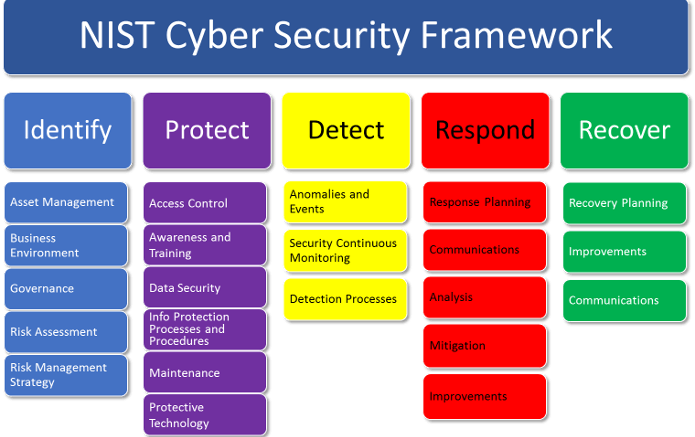 NIST Cyber Security Framework
Identify
Protect
Detect
Respond
Recover
Asset Management
Business
Environment
Governance
Risk Assessment
Risk Management
Strategy
Access Control
Awareness and
Training
Data Security
Info Protection
Processes and
Procedures
Maintenance
Protective
Technology
Anomalies and
Events
Security Continuous
Monitoring
Detection Processes
Response Planning
Communications
Analysis
Mitigation
Improvements
Recovery Planning
Improvements
Communications